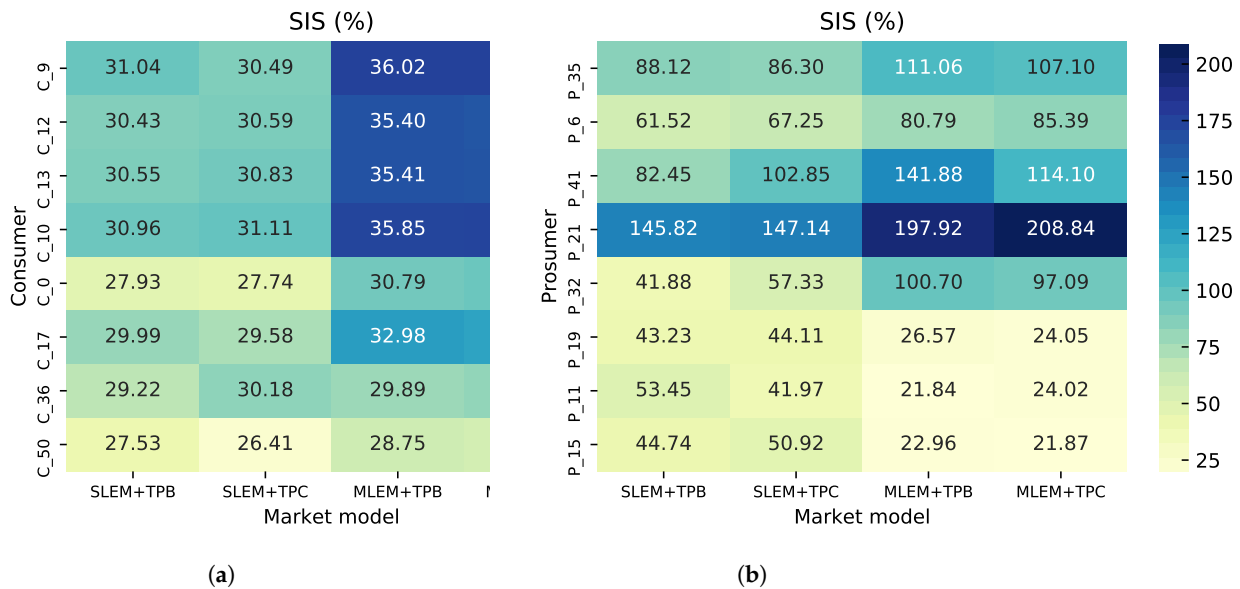 SIS (%)
C_9 31.04 30.49 36.02
C_12 30.43 30.59 35.40
C_13 30.55 30.83 35.41
C_10 30.96 31.11 35.85
C_0 27.93 27.74 30.79
C_17 29.99 29.58 32.98
C_36 29.22 30.18 29.89
C_50 27.53 26.41 28.75
Consumer
SLEM+TPB SLEM+TPC MLEM+TPB
Market model
(a)
SIS (%)
P_35 88.12 86.30 111.06 107.10
P_6 61.52 67.25 80.79 85.39
P_41 82.45 102.85 141.88 114.10
P_21 145.82 147.14 197.92 208.84
P_32 41.88 57.33 100.70 97.09
P_19 43.23 44.11 26.57 24.05
P_11 53.45 41.97 21.84 24.02
P_15 44.74 50.92 22.96 21.87
Prosumer
SLEM+TPB SLEM+TPC MLEM+TPB MLEM+TPC
Market model
(b)
200
175
150
125
100
75
50
25